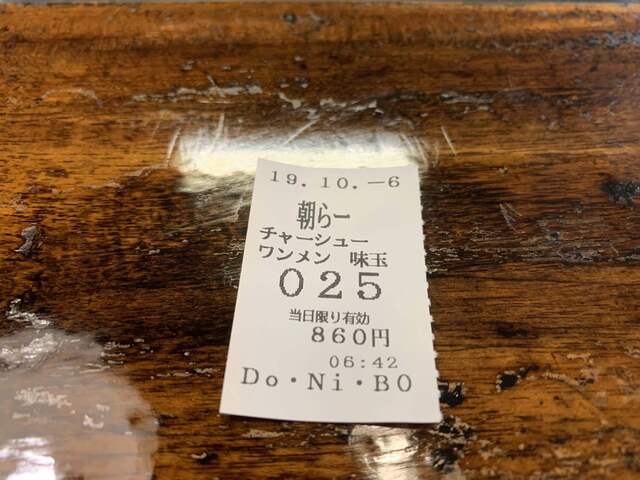 19.10.-6
朝らー
チャーシュー
ワンメン 味玉
025
当日限り有効
860円
06:42
Do・Ni・BO